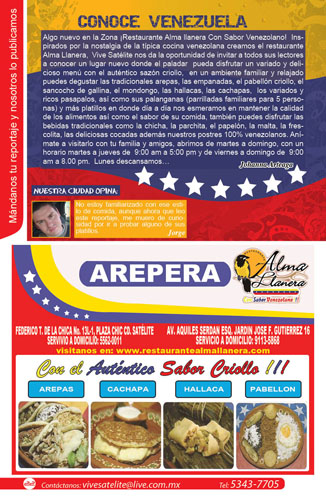 CONOCE VENEZUELA
Algo nuevo en la Zona ¡Restaurante Alma llanera Con Sabor Venezolano! Ins-
pirados por la nostalgia de la típica cocina venezolana creamos el restaurante
Alma Llanera, Vive Satélite nos da la oportunidad de invitar a todos sus lectores
a conocer un lugar nuevo donde el paladar pueda disfrutar un variado y deli-
cioso menú con el auténtico sazón criollo, en un ambiente familiar y relajado
puedes degustar las tradicionales arepas, las empanadas, el pabellón criollo, el
sancocho de gallina, el mondongo, las hallacas, las cachapas, los variados y
ricos pasapalos, así como sus palanganas (parrilladas familiares para 5 perso-
nas) y más platillos en donde día a día nos esmeramos en mantener la calidad
de los alimentos así como el sabor de su comida, también puedes disfrutar las
bebidas tradicionales como la chicha, la parchita, el papelón, la malta, la fres-
colita, las deliciosas cocadas además nuestros postres 100% venezolanos. Aní-
mate a visitarlo con tu familia y amigos, abrimos de martes a domingo, con un
horario martes a jueves de 9:00 am a 5:00 pm y de viernes a domingo de 9:00
am a 8:00 pm. Lunes descansamos...
Johanna Arteaga
Mándanos tu reportaje y nosotros lo publicamos
NUESTRA CIUDAD OPINA:
No estoy familiarizado con ese esti-
lo de comida, aunque ahora que leo
este reportaje, me muero de curio-
sidad por ir a probar alguno de sus
platillos.
Jorge
AREPERA
Alma
Llanera
Sabor Venezolano !!
FEDERICO T. DE LA CHICA No. 13L-1, PLAZA CHIC CD. SATÉLITE
SERVIVIO A DOMICILIO: 5562-0011
AV. AQUILES SERDAN ESQ. JARDIN JOSE F. GUTIERREZ 16
SERVICIO A DOMICILIO: 9113-5868
visitanos en: www.restaurantealmallanera.com
Con el Auténtico Sabor Criollo !!!
AREPAS
CACHAPA
HALLACA
PABELLON
Contáctanos: vivesatelite@live.com.mx
Tel: 5343-7705